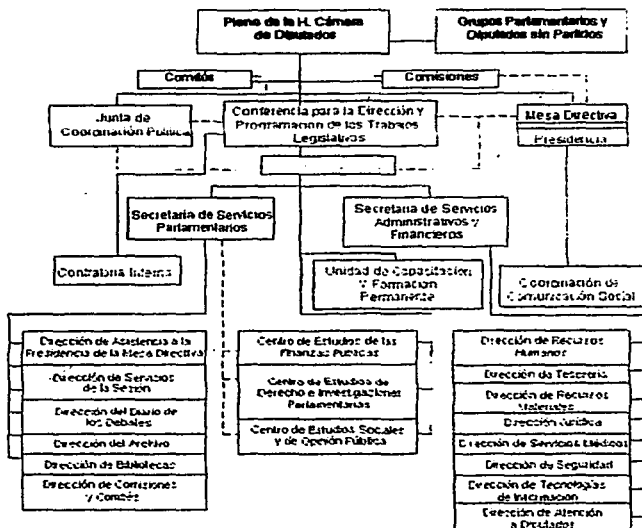 Pleno de la H. Cámara
de Diputados
Grupos Parlamentarios y
Diputados sin Partidos
Comités
Comisiones
Junta de
Coordinación Política
Conferencia para la Dirección y
Programación de los Trabajos
Legislativos
Mesa Directiva
Presidencia
Secretaria de Servicios
Parlamentarios
Secretaria de Servicios
Administrativos y
Financieros
Contraloría Interna
Unidad de Capacitacion
y Formacion
Permanente
Coordinación de
Comunicación Social
Dirección de Asistencia a la
Presidencia de la Mesa Directiva
Dirección de Servicios
de la Sesión
Dirección del Diario de
los Debates
Dirección del Archivo
Dirección de Bibliotecas
Dirección de Comisiones
y Comités
Centro de Estudios de las
Finanzas Públicas
Centro de Estudios de
Derecho e Investigaciones
Parlamentarias
Centro de Estudios Sociales
y de Opinión Pública
Dirección de Recursos
Humanos
Dirección de Tesorería
Dirección de Recursos
Materiales
Dirección Jurídica
Dirección de Servicios Médicos
Dirección de Seguridad
Dirección de Tecnologías
de Información
Dirección de Atención
a Diputados